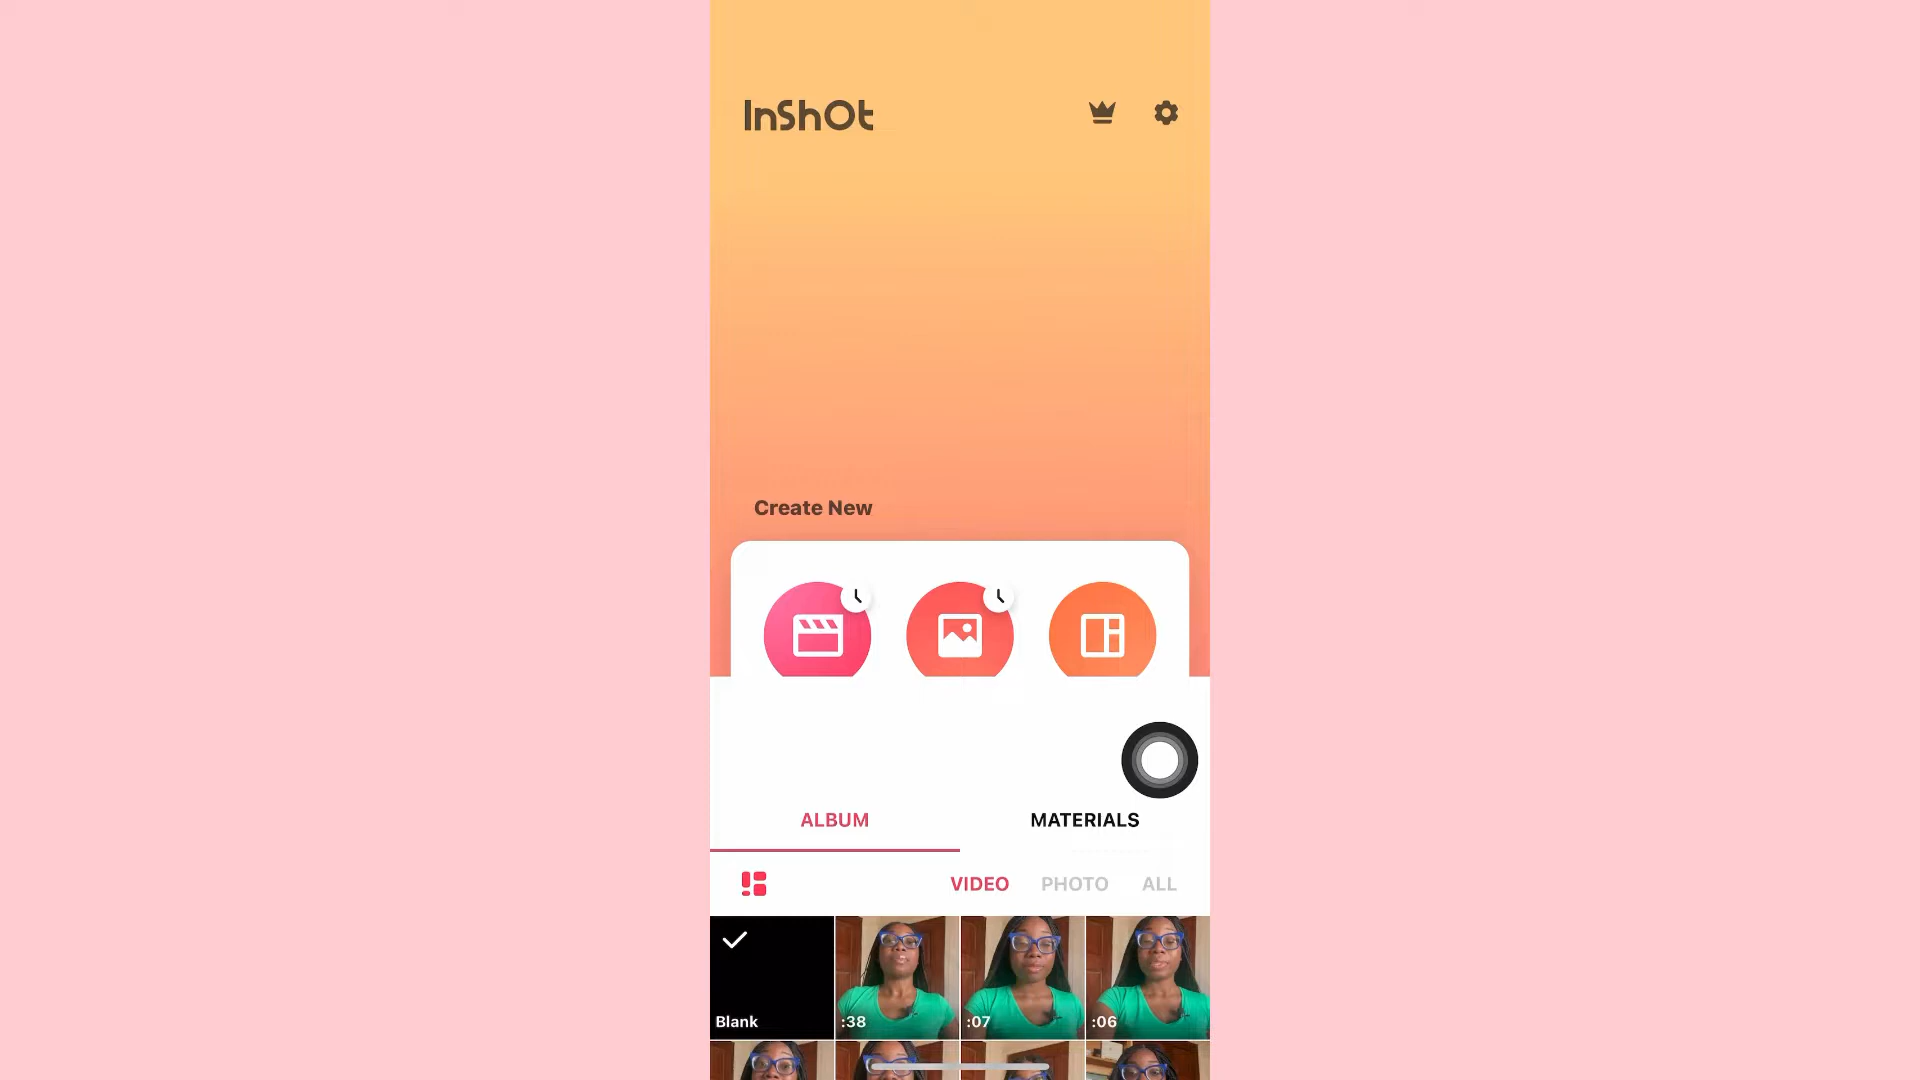 InShOt
Create New
ALBUM
MATERIALS
VIDEO
PHOTO
ALL
Blank
:38
:07
:06